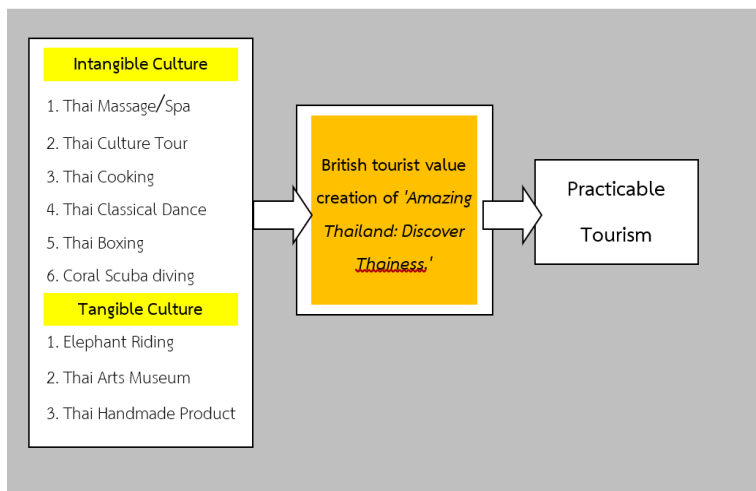 Intangible Culture
1. Thai Massage/Spa
2. Thai Culture Tour
3. Thai Cooking
4. Thai Classical Dance
5. Thai Boxing
6. Coral Scuba diving
Tangible Culture
1. Elephant Riding
2. Thai Arts Museum
3. Thai Handmade Product
British tourist value
creation of 'Amazing
Thailand: Discover
Thainess.'
Practicable
Tourism